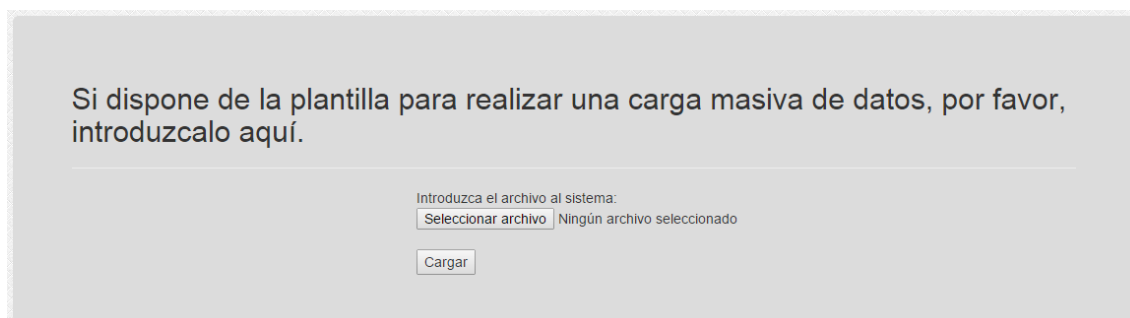 Si dispone de la plantilla para realizar una carga masiva de datos, por favor,
introduzcalo aquí.
Introduzca el archivo al sistema:
Seleccionar archivo Ningún archivo seleccionado
Cargar